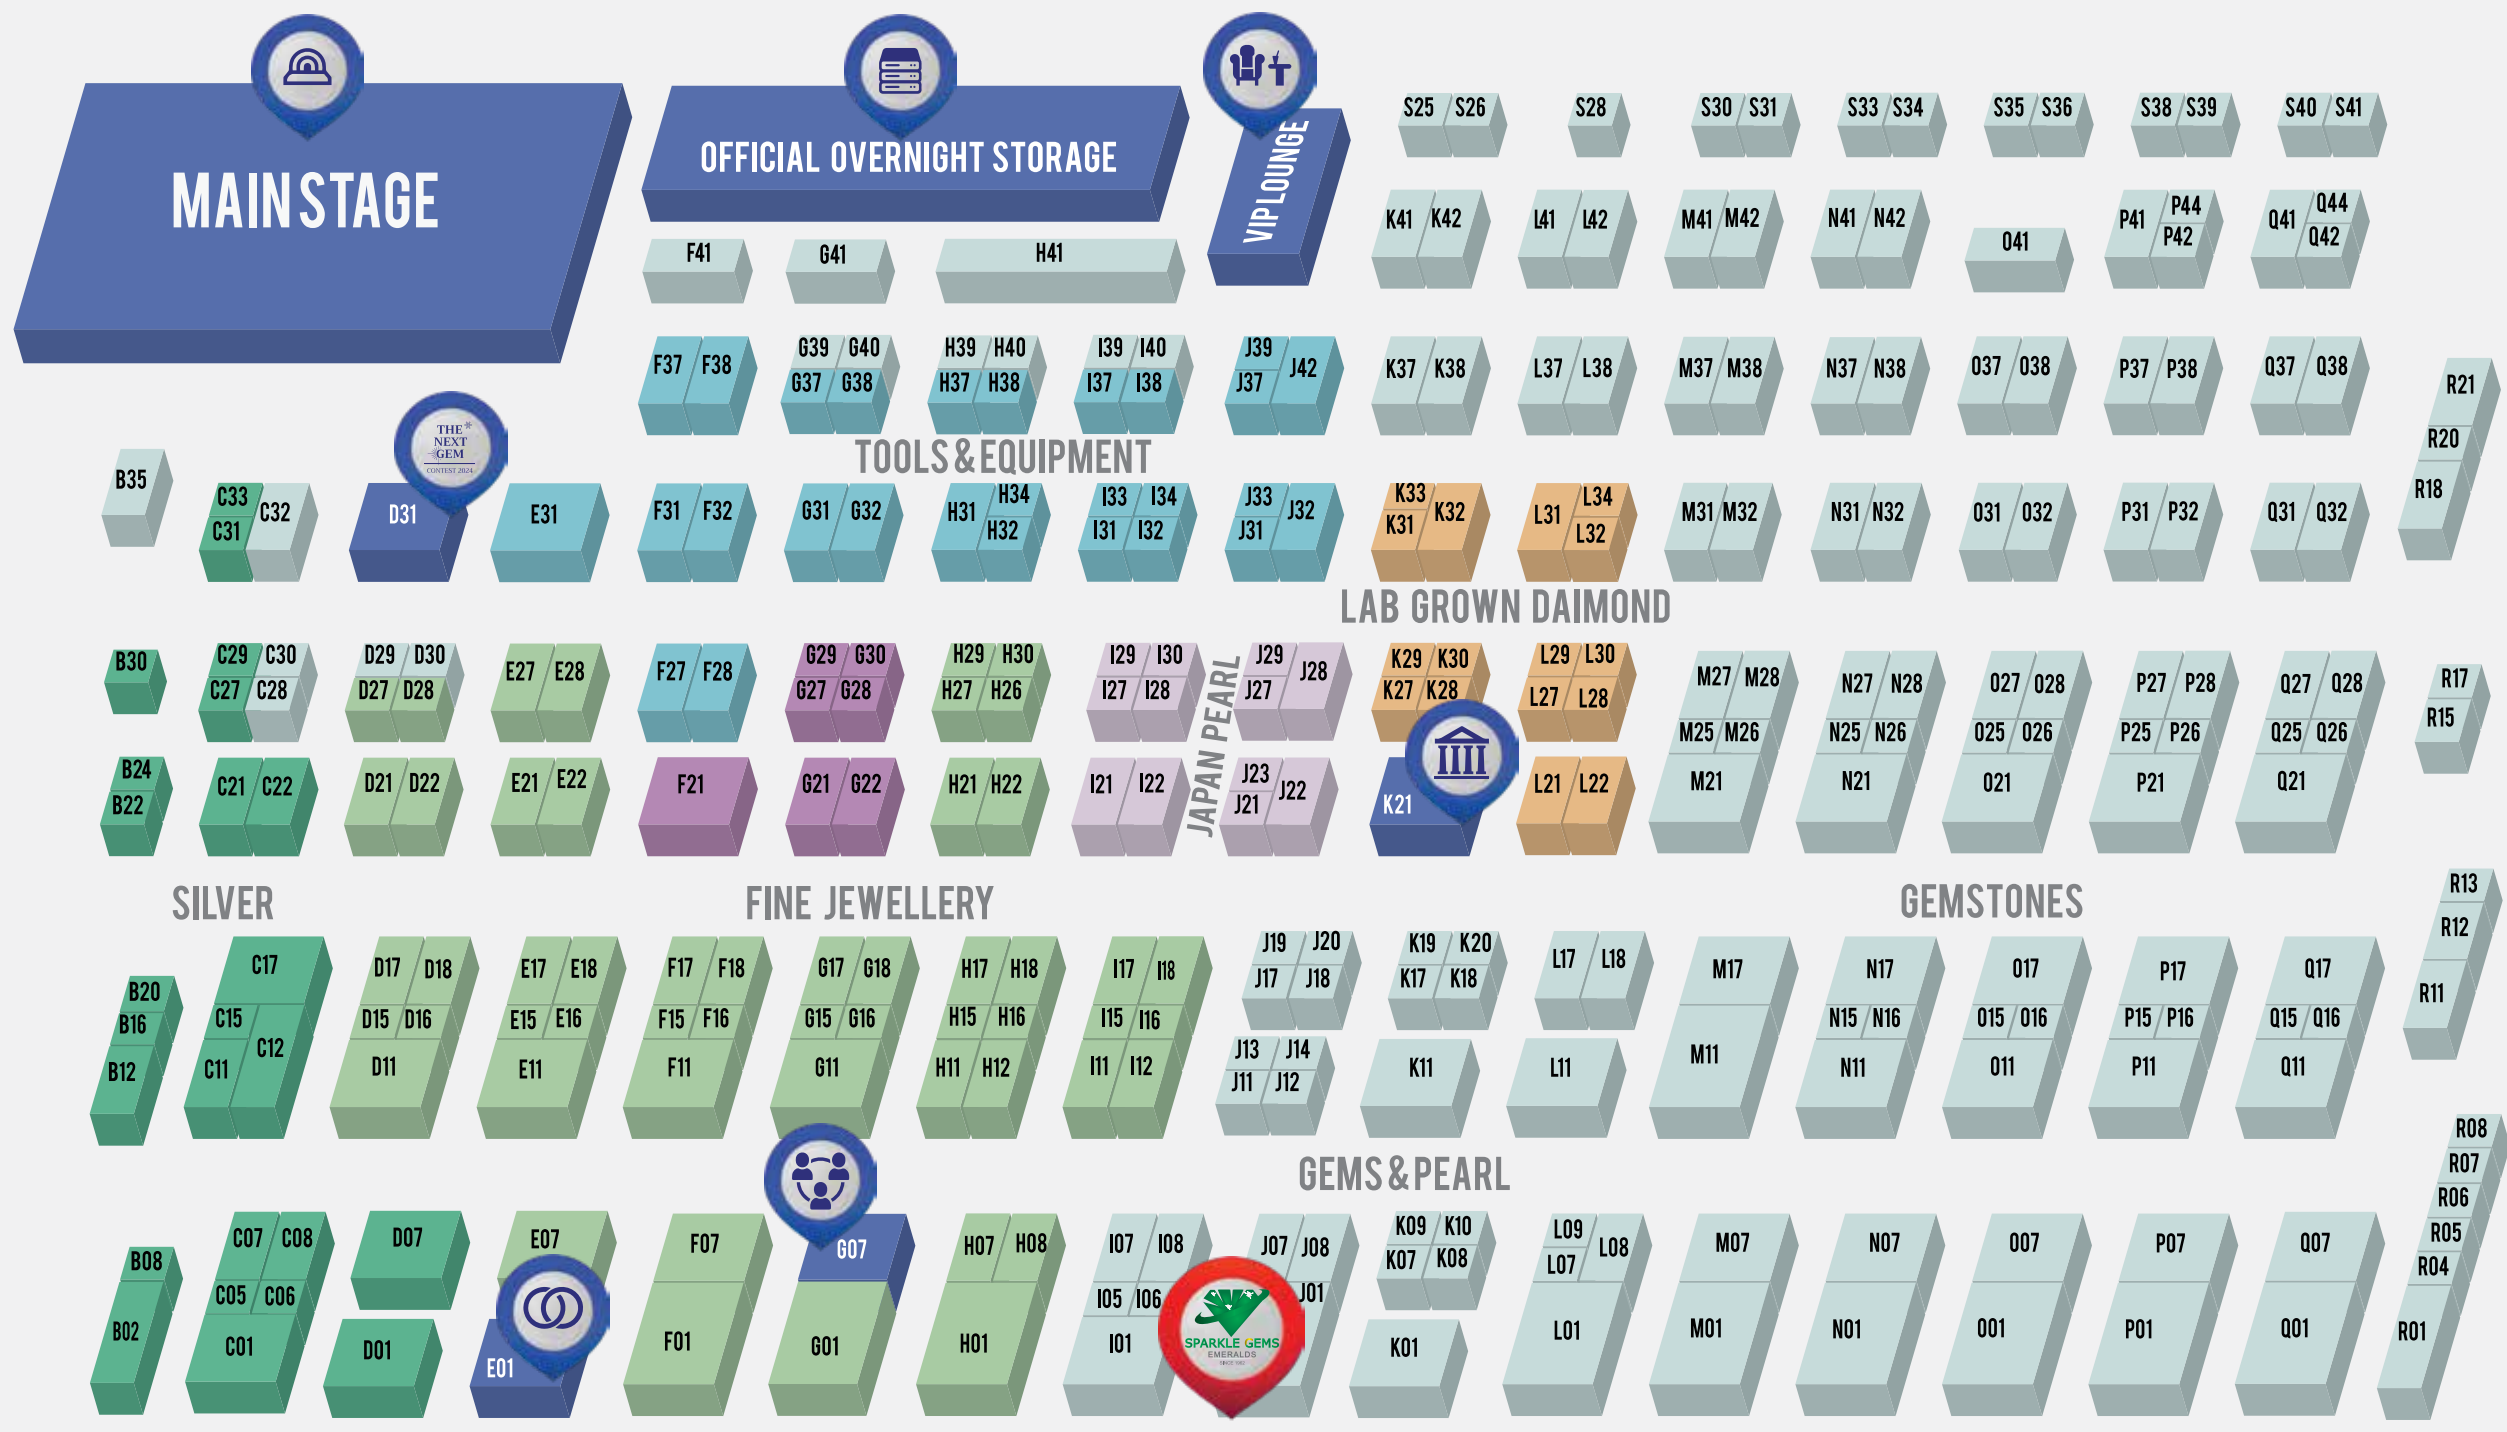 MAIN STAGE
OFFICIAL OVERNIGHT STORAGE
VIP LOUNGE
S25 S26 S28 S30 S31 S33 S34 S35 S36 S38 S39 S40 S41
K41 K42 L41 L42 M41 M42 N41 N42 O41 P41 P44 P42 Q41 Q44 Q42
F41 G41 H41
F37 F38 G39 G40 G37 G38 H39 H40 H37 H38 I39 I40 I37 I38 J39 J37 J42 K37 K38 L37 L38 M37 M38 N37 N38 O37 O38 P37 P38 Q37 Q38
R21
R20
R18
TOOLS & EQUIPMENT
THE
NEXT
GEM
CONTEST 2024
B35 C33 C31 C32 D31 E31 F31 F32 G31 G32 H31 H34 H32 I33 I34 I31 I32 J33 J31 J32 K33 K31 K32 L31 L34 L32 M31 M32 N31 N32 O31 O32 P31 P32 Q31 Q32
LAB GROWN DAIMOND
B30 C29 C30 C27 C28 D29 D30 D27 D28 E27 E28 F27 F28 G29 G30 G27 G28 H29 H30 H27 H26 I29 I30 I27 I28 J29 J27 J28 K29 K30 K27 K28 L29 L30 L27 L28 M27 M28 N27 N28 O27 O28 P27 P28 Q27 Q28
R17
R15
JAPAN PEARL
M25 M26 N25 N26 O25 O26 P25 P26 Q25 Q26
B24 B22 C21 C22 D21 D22 E21 E22 F21 G21 G22 H21 H22 I21 I22 J23 J21 J22 K21 L21 L22 M21 N21 O21 P21 Q21
SILVER
FINE JEWELLERY
GEMSTONES
R13
R12
R11
B20 C17 D17 D18 E17 E18 F17 F18 G17 G18 H17 H18 I17 I18 J19 J20 J17 J18 K19 K20 K17 K18 L17 L18 M17 N17 O17 P17 Q17
B16 C15 C12 D15 D16 E15 E16 F15 F16 G15 G16 H15 H16 I15 I16 N15 N16 O15 O16 P15 P16 Q15 Q16
B12 C11 D11 E11 F11 G11 H11 H12 I11 I12 J13 J14 J11 J12 K11 L11 M11 N11 O11 P11 Q11
GEMS & PEARL
R08
R07
R06
R05
R04
R01
B08 C07 C08 D07 E07 F07 G07 H07 H08 I07 I08 J07 J08 K09 K10 K07 K08 L09 L07 L08 M07 N07 O07 P07 Q07
C05 C06 I05 I06 J01
B02 C01 D01 E01 F01 G01 H01 I01 K01 L01 M01 N01 O01 P01 Q01
SPARKLE GEMS
EMERALDS